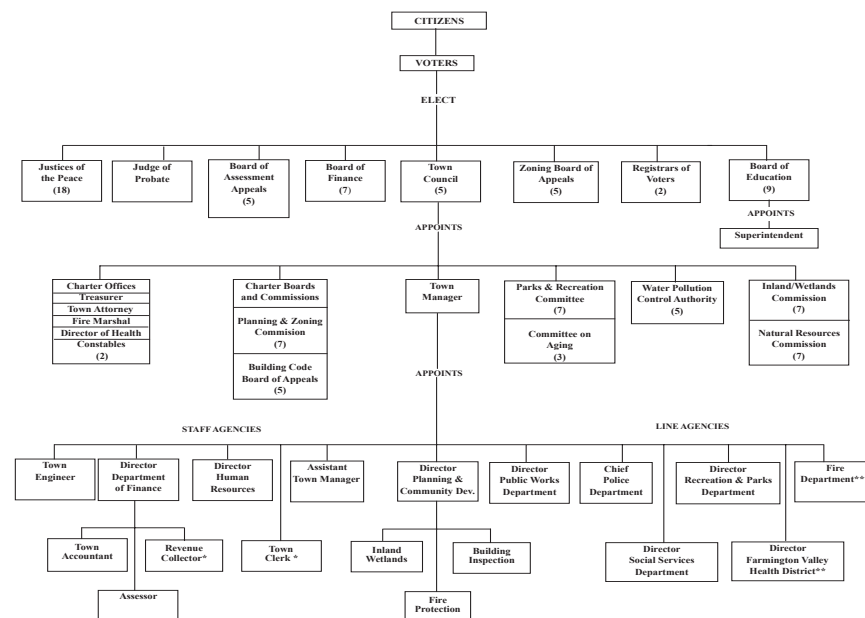 CITIZENS
VOTERS
ELECT
Justices of
the Peace
(18)
Judge of
Probate
Board of
Assessment
Appeals
(5)
Board of
Finance
(7)
Town
Council
(5)
Zoning Board of
Appeals
(5)
Registrars of
Voters
(2)
Board of
Education
(9)
APPOINTS
Superintendent
APPOINTS
Charter Offices
Treasurer
Town Attorney
Fire Marshal
Director of Health
Constables
(2)
Charter Boards
and Commissions
Planning & Zoning
Commision
(7)
Building Code
Board of Appeals
(5)
Town
Manager
Parks & Recreation
Committee
(7)
Committee on
Aging
(3)
Water Pollution
Control Authority
(5)
Inland/Wetlands
Commission
(7)
Natural Resources
Commission
(7)
APPOINTS
STAFF AGENCIES
LINE AGENCIES
Town
Engineer
Director
Department
of Finance
Director
Human
Resources
Assistant
Town Manager
Director
Planning &
Community Dev.
Director
Public Works
Department
Chief
Police
Department
Director
Recreation & Parks
Department
Fire
Department**
Town
Accountant
Revenue
Collector*
Town
Clerk *
Inland
Wetlands
Building
Inspection
Director
Social Services
Department
Director
Farmington Valley
Health District**
Assessor
Fire
Protection